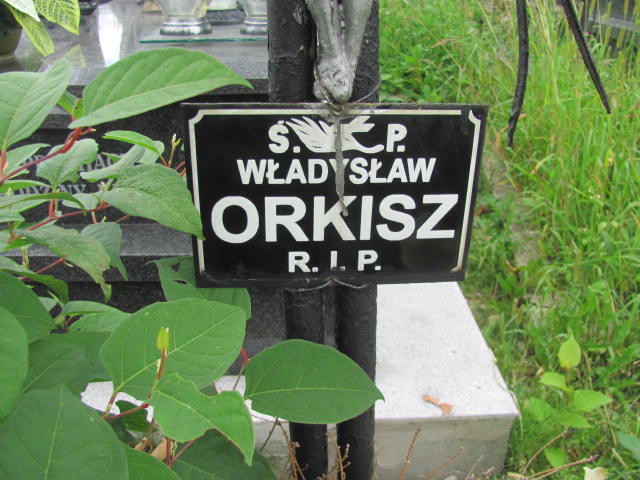 Ś. P.
WŁADYSŁAW
ORKISZ
R. I. P.